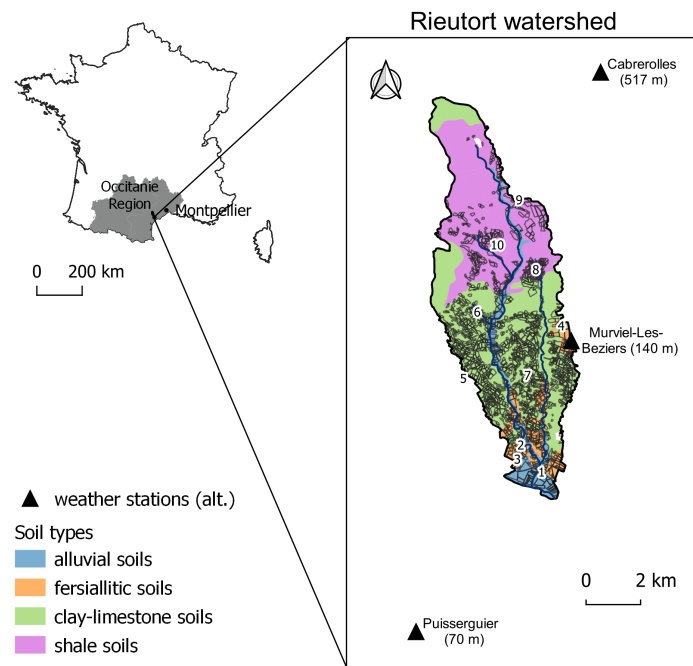 Rieutort watershed
Cabrerolles
(517 m)
Occitanie
Region
Montpellier
0 200 km
9
10
8
6
4
Murviel-Les-
Beziers (140 m)
5
7
2
3
1
weather stations (alt.)
Soil types
alluvial soils
fersiallitic soils
clay-limestone soils
shale soils
0 2 km
Puisserguier
(70 m)